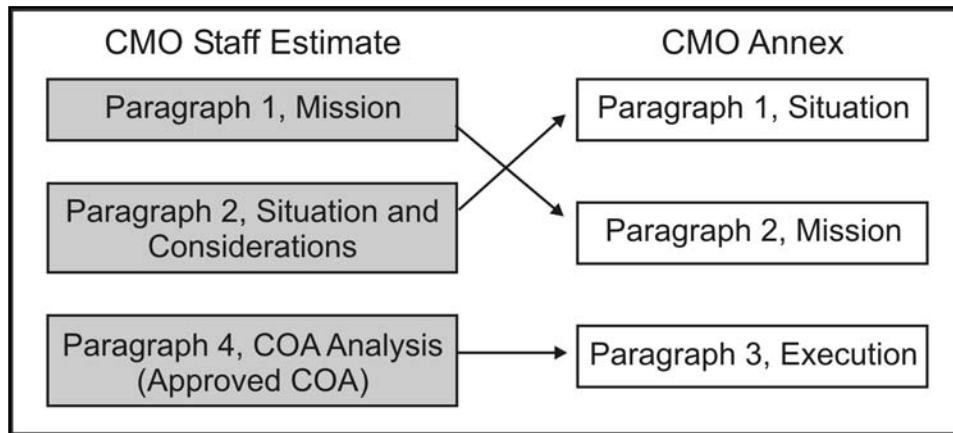 CMO Staff Estimate
CMO Annex
Paragraph 1, Mission
Paragraph 1, Situation
Paragraph 2, Situation and
Considerations
Paragraph 2, Mission
Paragraph 4, COA Analysis
(Approved COA)
Paragraph 3, Execution